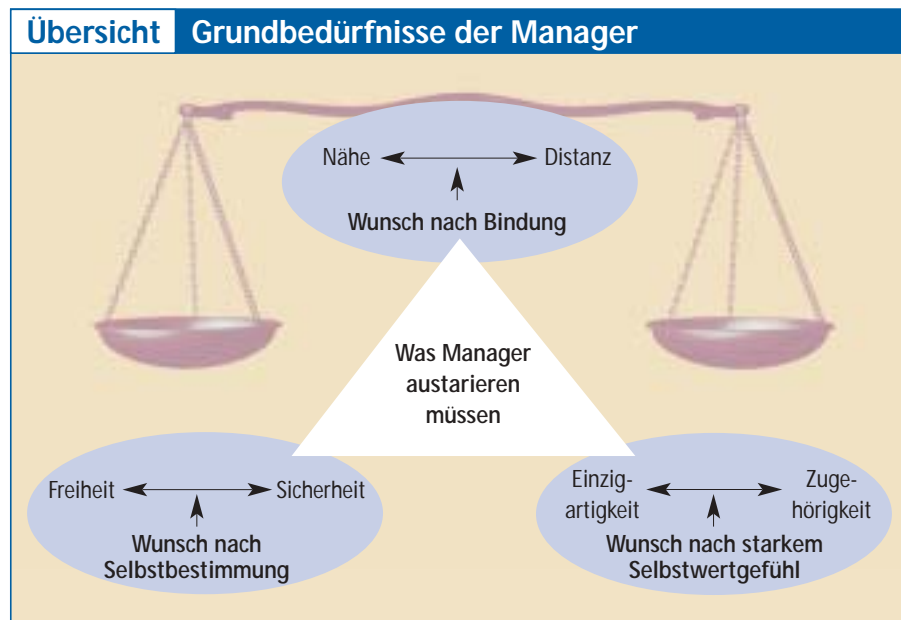 Übersicht Grundbedürfnisse der Manager
Nähe Distanz
Wunsch nach Bindung
Was Manager
austarieren
müssen
Freiheit Sicherheit
Wunsch nach
Selbstbestimmung
Einzig- Zuge-
artigkeit hörigkeit
Wunsch nach starkem
Selbstwertgefühl